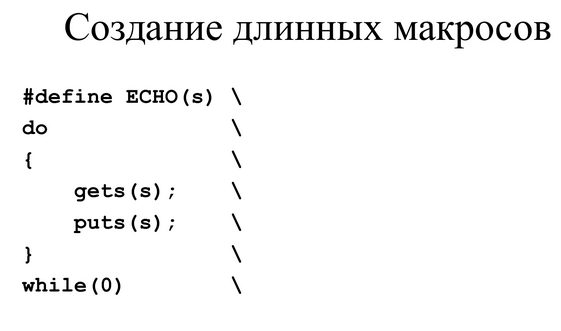 Создание длинных макросов
#define ECHO(s) \
do \
{ \
gets(s); \
puts(s); \
} \
while(0) \